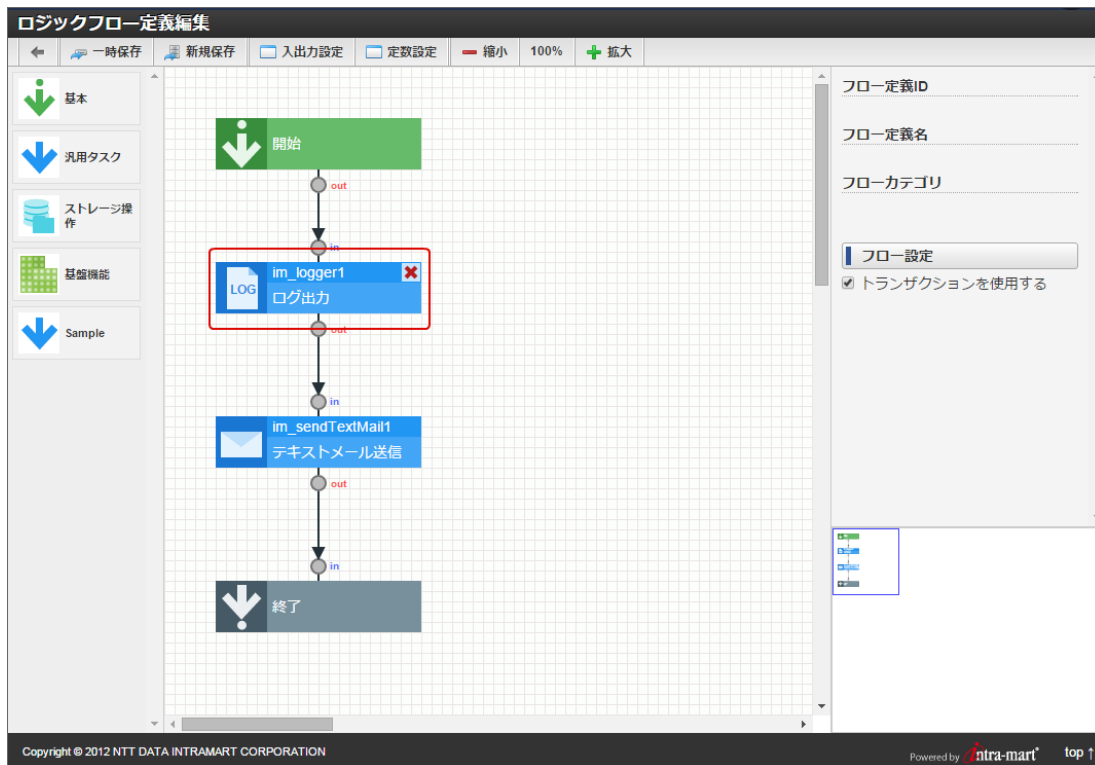 ロジックフロー定義編集
一時保存 新規保存 入出力設定 定数設定 縮小 100% 拡大
基本
汎用タスク
ストレージ操
作
基盤機能
Sample
開始
out
in
im_logger1
LOG
ログ出力
out
in
im_sendTextMail1
テキストメール送信
out
in
終了
フロー定義ID
フロー定義名
フローカテゴリ
フロー設定
トランザクションを使用する
Copyright © 2012 NTT DATA INTRAMART CORPORATION
Powered by intra-mart top ↑